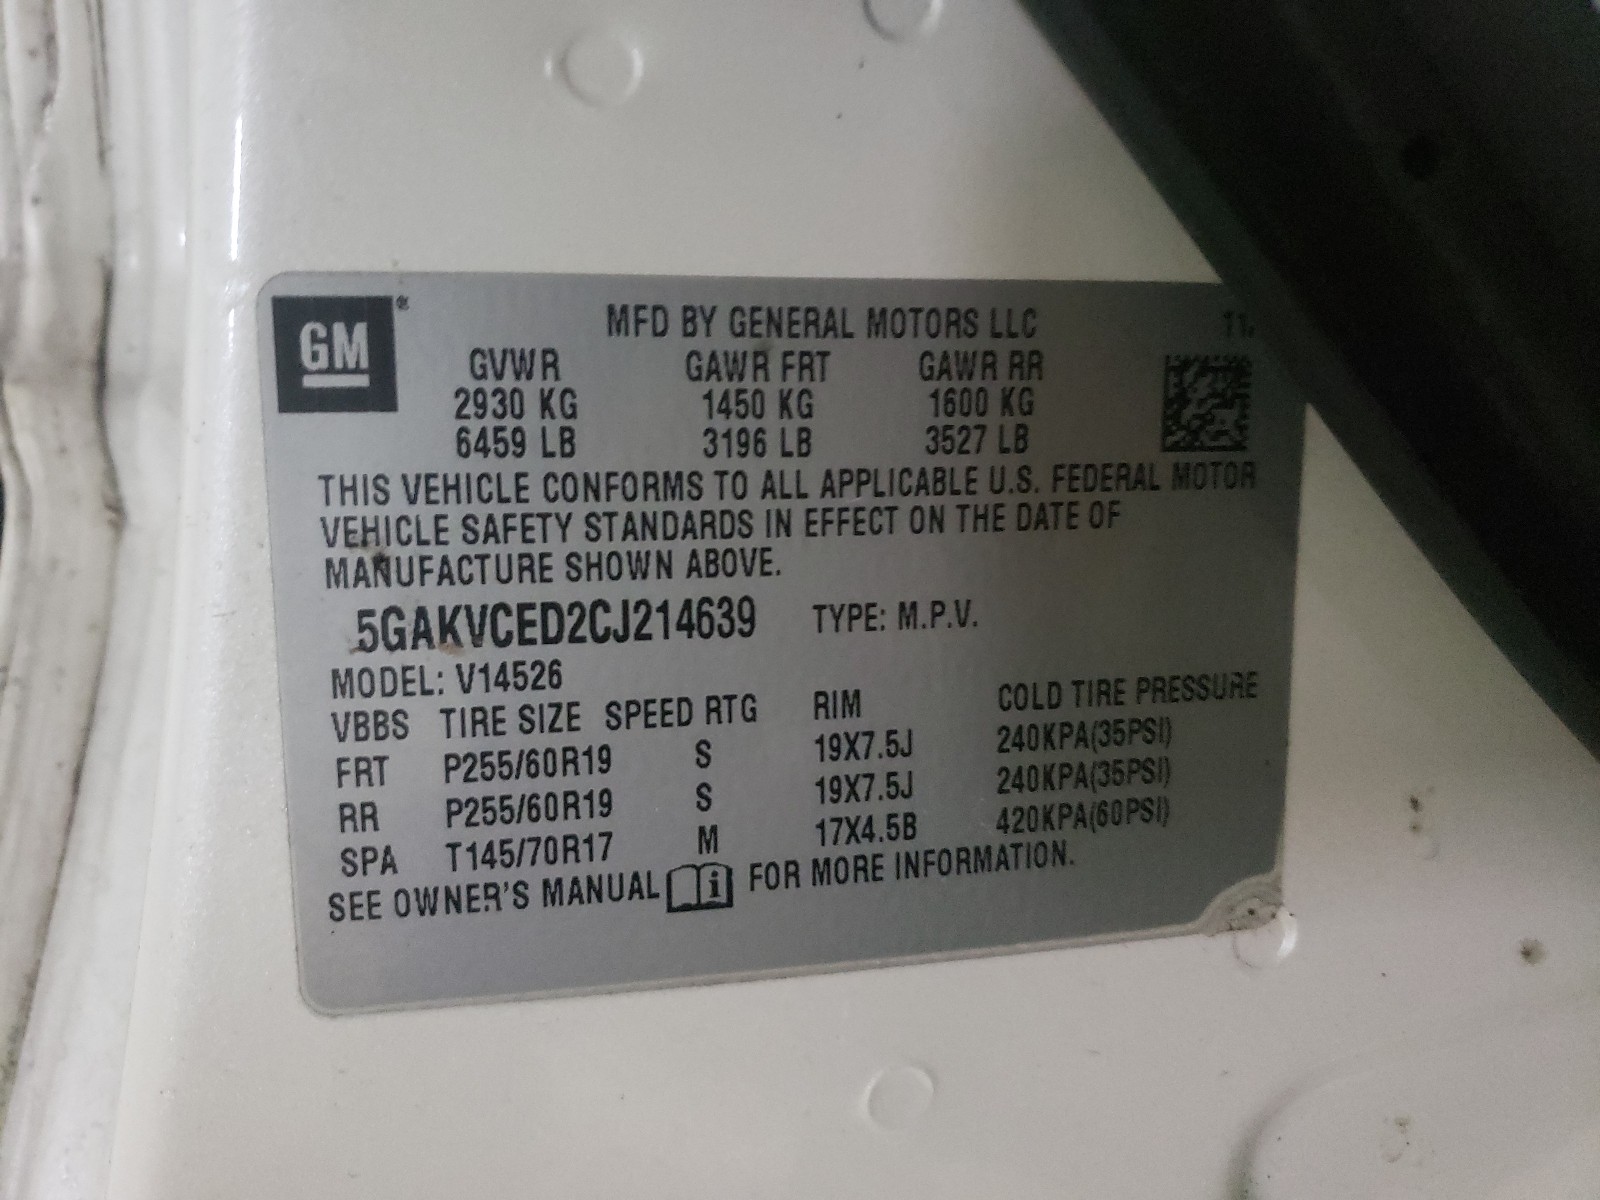 GM ®
MFD BY GENERAL MOTORS LLC
GVWR GAWR FRT GAWR RR
2930 KG 1450 KG 1600 KG
6459 LB 3196 LB 3527 LB
THIS VEHICLE CONFORMS TO ALL APPLICABLE U.S. FEDERAL MOTOR
VEHICLE SAFETY STANDARDS IN EFFECT ON THE DATE OF
MANUFACTURE SHOWN ABOVE.
5GAKVCED2CJ214639 TYPE: M.P.V.
MODEL: V14526
VBBS TIRE SIZE SPEED RTG RIM COLD TIRE PRESSURE
FRT P255/60R19 S 19X7.5J 240KPA(35PSI)
RR P255/60R19 S 19X7.5J 240KPA(35PSI)
SPA T145/70R17 M 17X4.5B 420KPA(60PSI)
SEE OWNER'S MANUAL i FOR MORE INFORMATION.